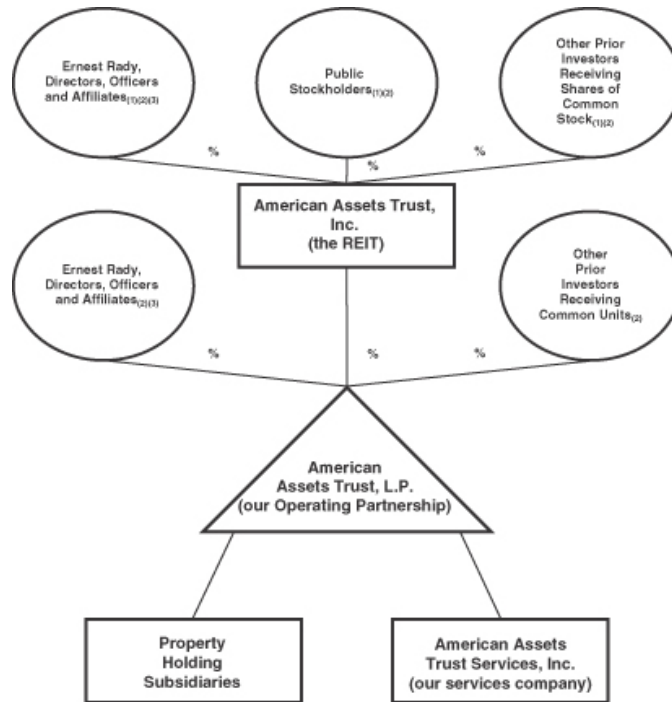 Ernest Rady,
Directors, Officers
and Affiliates(1)(2)(3)
Public
Stockholders(1)(2)
Other Prior
Investors
Receiving
Shares of
Common
Stock(1)(2)
%
%
%
American Assets Trust,
Inc.
(the REIT)
Ernest Rady,
Directors, Officers
and Affiliates(2)(3)
Other
Prior
Investors
Receiving
Common Units(2)
%
%
%
American
Assets Trust, L.P.
(our Operating Partnership)
Property
Holding
Subsidiaries
American Assets
Trust Services, Inc.
(our services company)